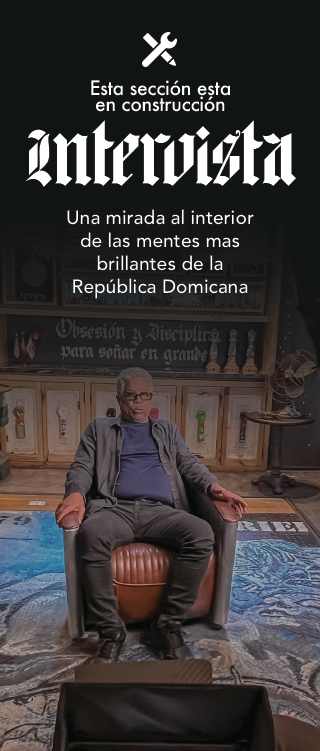 Esta sección esta
en construcción
Intervista
Una mirada al interior
de las mentes mas
brillantes de la
República Domicana
Obsesión y Disciplina
para soñar en grande